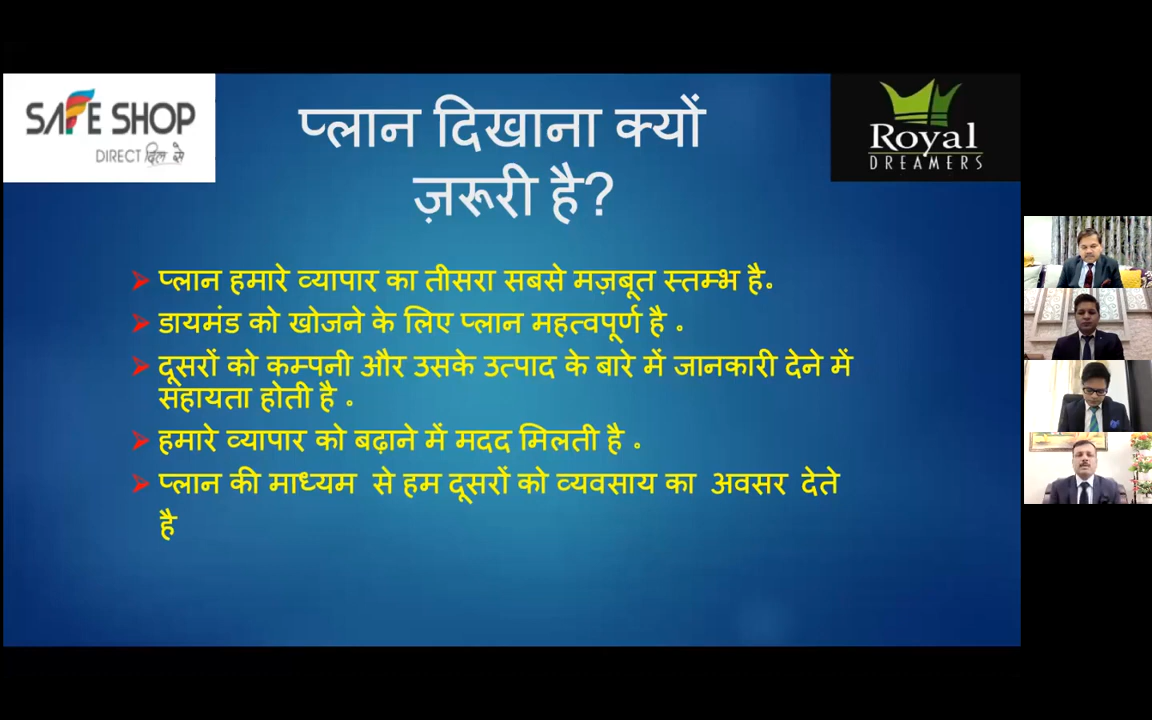 SAFE SHOP
DIRECT दिल से
प्लान दिखाना क्यों
ज़रूरी है?
Royal
DREAMERS
प्लान हमारे व्यापार का तीसरा सबसे मज़बूत स्तम्भ है॰
डायमंड को खोजने के लिए प्लान महत्वपूर्ण है ॰
दूसरों को कम्पनी और उसके उत्पाद के बारे में जानकारी देने में
सहायता होती है ॰
हमारे व्यापार को बढ़ाने में मदद मिलती है ॰
प्लान की माध्यम से हम दूसरों को व्यवसाय का अवसर देते
है